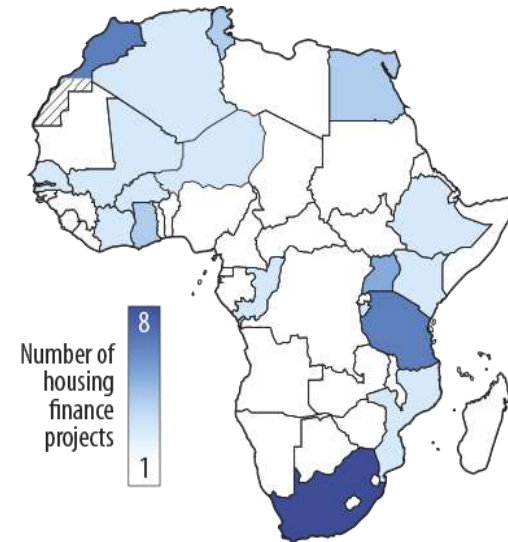 Number of
housing
finance
projects
8
1